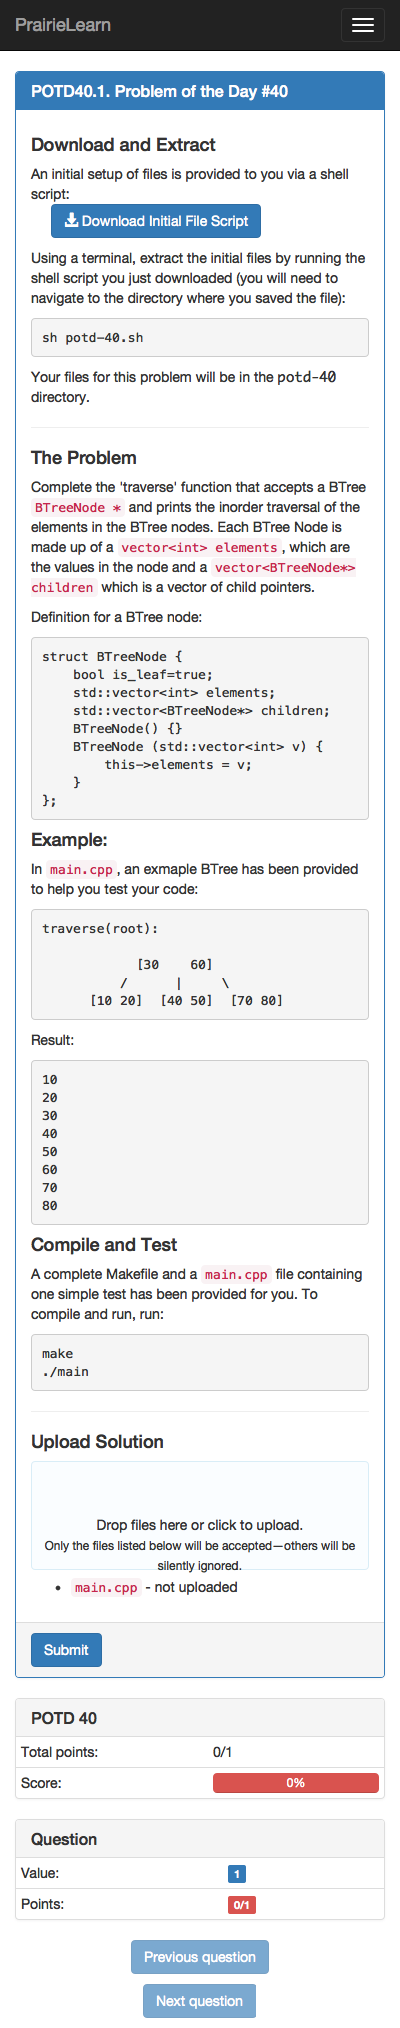 PrairieLearn
POTD40.1. Problem of the Day #40
Download and Extract
An initial setup of files is provided to you via a shell
script:
Download Initial File Script
Using a terminal, extract the initial files by running the
shell script you just downloaded (you will need to
navigate to the directory where you saved the file):
sh potd-40.sh
Your files for this problem will be in the potd-40
directory.
The Problem
Complete the 'traverse' function that accepts a BTree
BTreeNode * and prints the inorder traversal of the
elements in the BTree nodes. Each BTree Node is
made up of a vector<int> elements, which are
the values in the node and a vector<BTreeNode*>
children which is a vector of child pointers.
Definition for a BTree node:
struct BTreeNode {
    bool is_leaf=true;
    std::vector<int> elements;
    std::vector<BTreeNode*> children;
    BTreeNode() {}
    BTreeNode (std::vector<int> v) {
        this->elements = v;
    }
};
Example:
In main.cpp, an exmaple BTree has been provided
to help you test your code:
traverse(root):
            [30    60]
          /      |     \
      [10 20]  [40 50]  [70 80]
Result:
10
20
30
40
50
60
70
80
Compile and Test
A complete Makefile and a main.cpp file containing
one simple test has been provided for you. To
compile and run, run:
make
./main
Upload Solution
Drop files here or click to upload.
Only the files listed below will be accepted—others will be
silently ignored.
• main.cpp - not uploaded
Submit
POTD 40
Total points: 0/1
Score: 0%
Question
Value: 1
Points: 0/1
Previous question
Next question